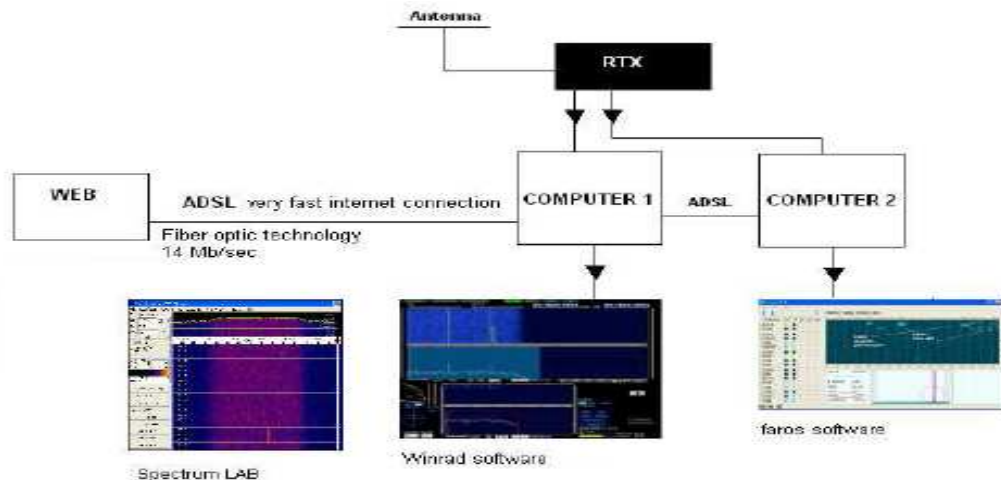 Antenna
RTX
WEB
ADSL very fast internet connection
Fiber optic technology
14 Mb/sec
COMPUTER 1
ADSL
COMPUTER 2
Spectrum LAB
Winrad software
faros software